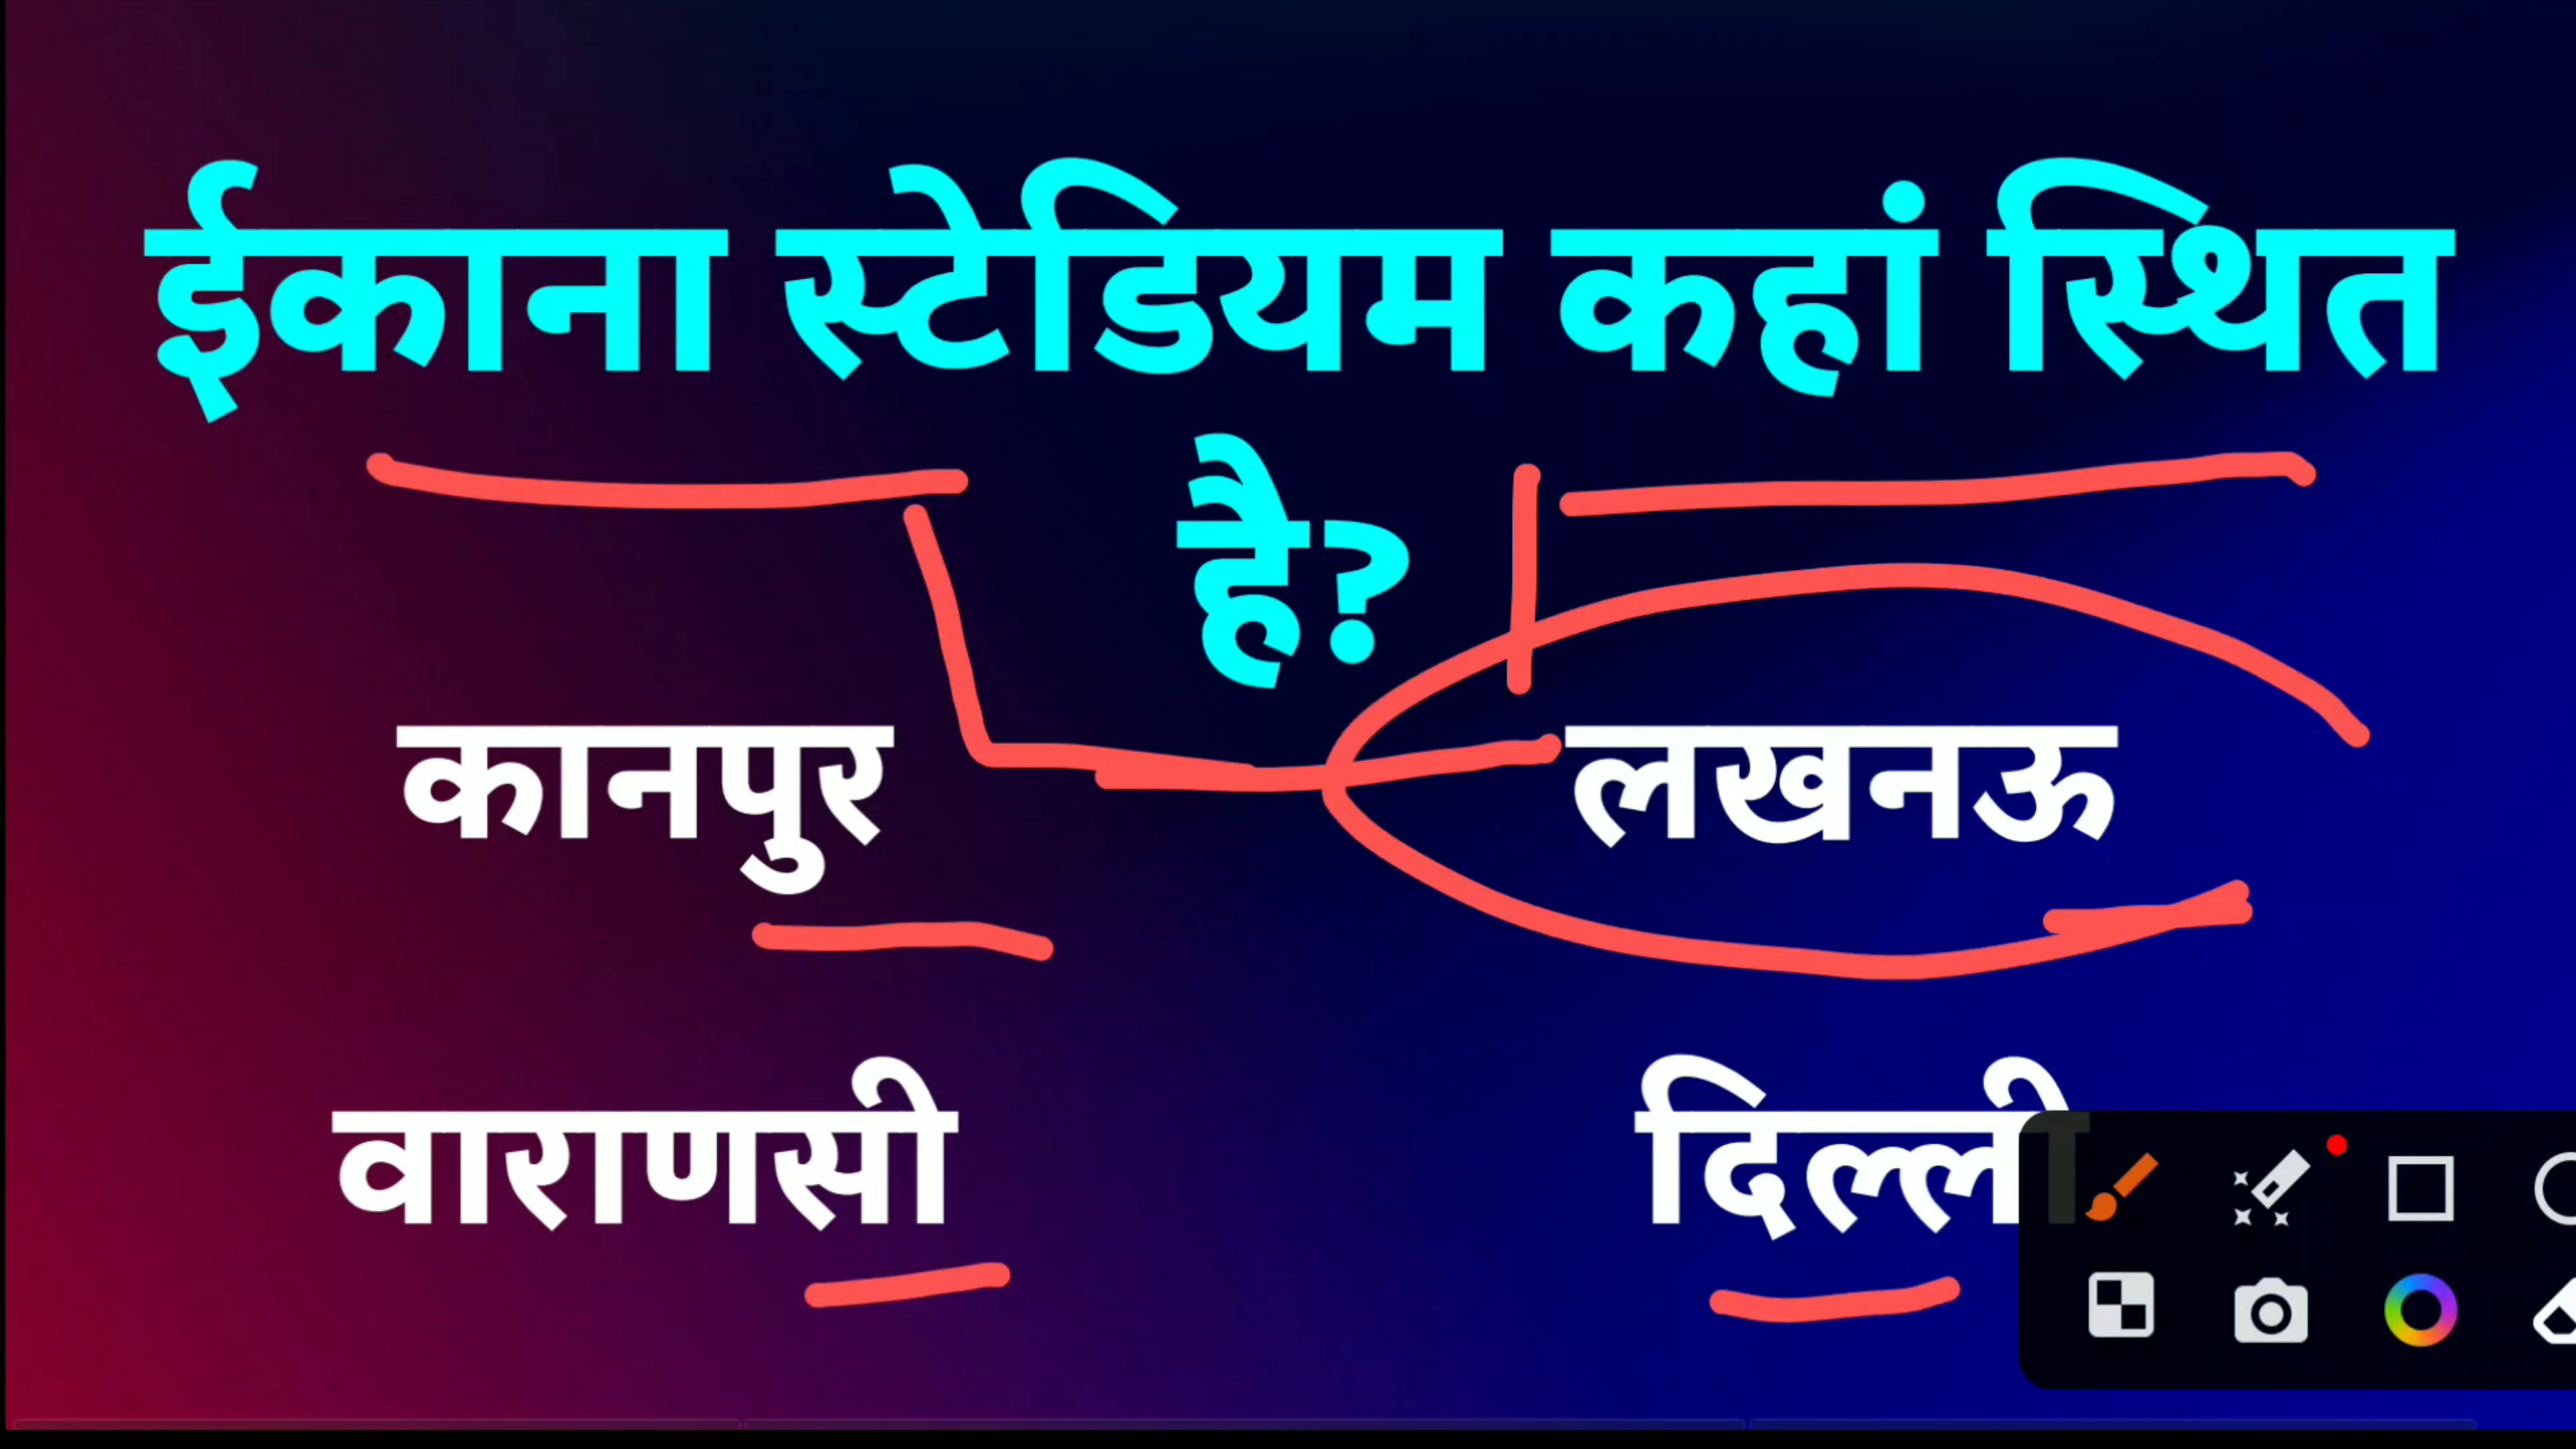 ईकाना स्टेडियम कहां स्थित
है?
कानपुर
लखनऊ
वाराणसी
दिल्ली